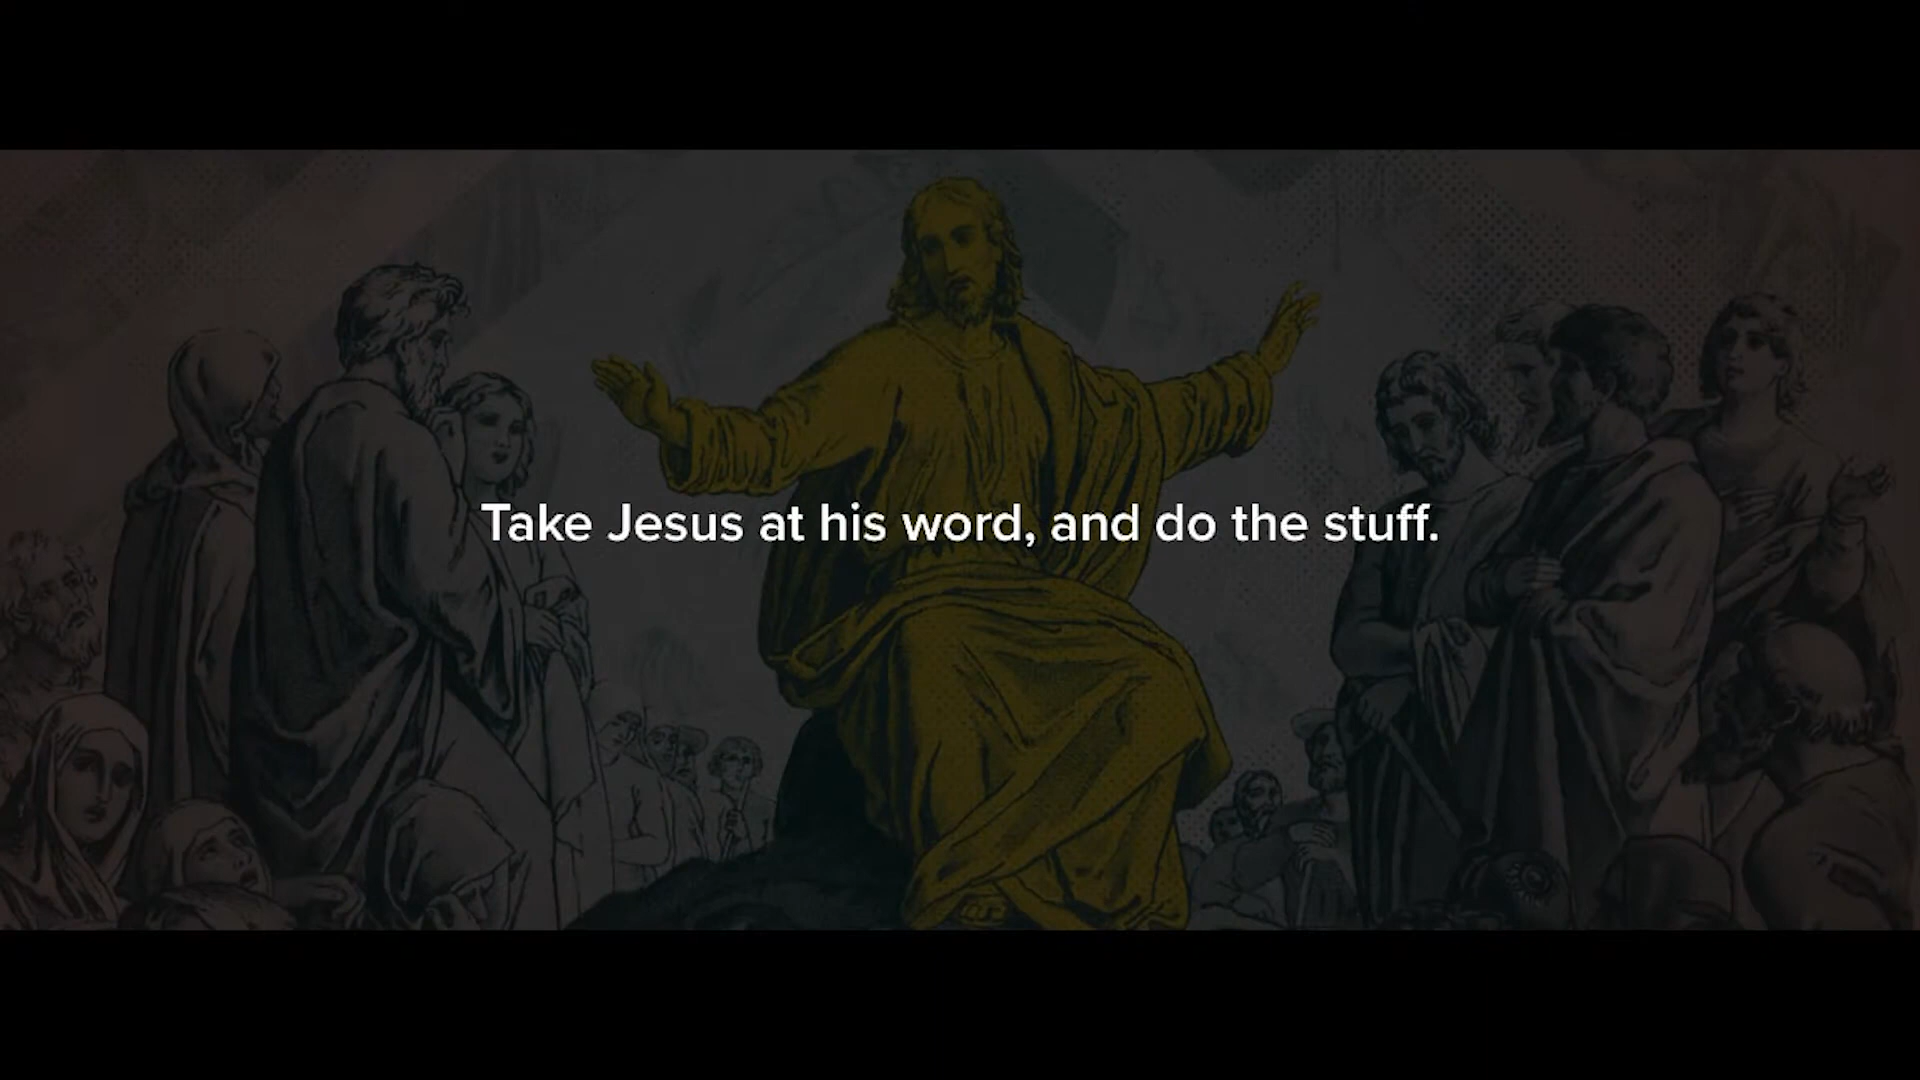 Take Jesus at his word, and do the stuff.